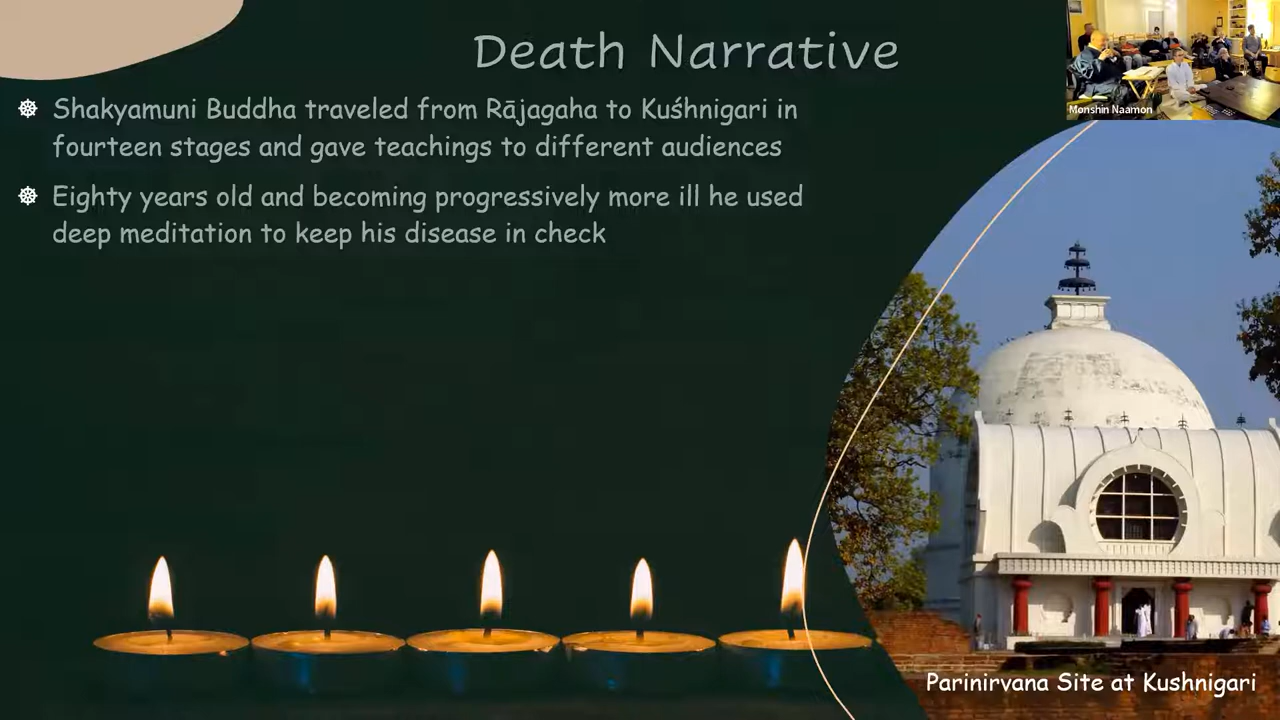 Death Narrative
Shakyamuni Buddha traveled from Rājagaha to Kuśhnigari in
fourteen stages and gave teachings to different audiences
Eighty years old and becoming progressively more ill he used
deep meditation to keep his disease in check
Monshin Naamon
Parinirvana Site at Kushnigari